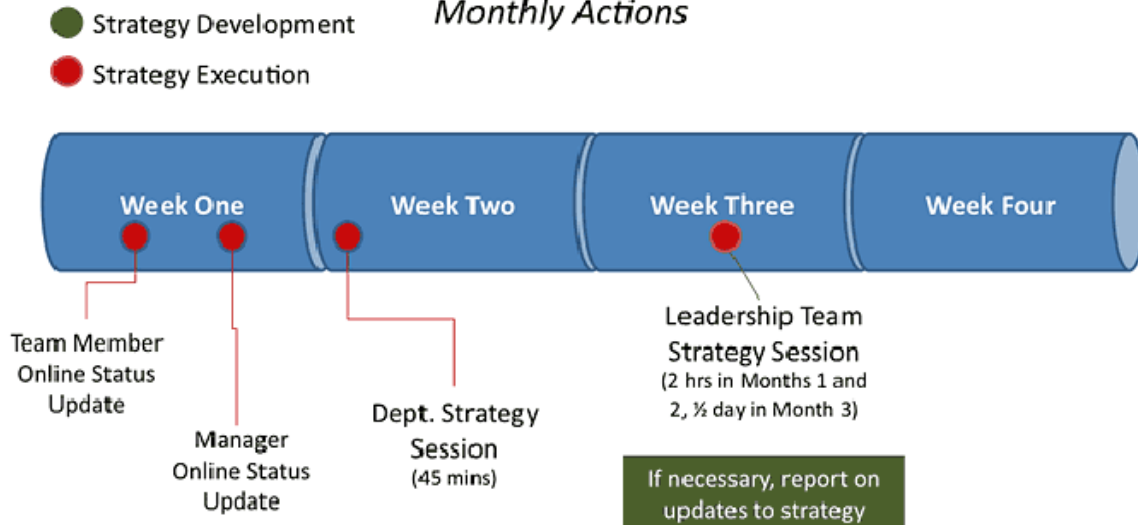 Monthly Actions
Strategy Development
Strategy Execution
Week One
Week Two
Week Three
Week Four
Team Member
Online Status
Update
Manager
Online Status
Update
Dept. Strategy
Session
(45 mins)
Leadership Team
Strategy Session
(2 hrs in Months 1 and
2, ½ day in Month 3)
If necessary, report on
updates to strategy